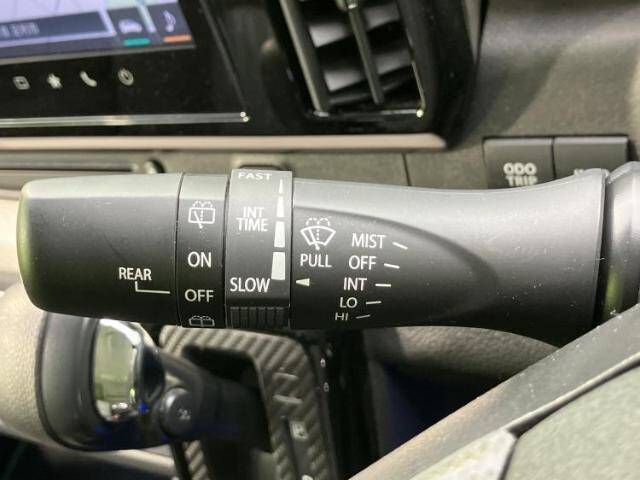 FAST
INT
TIME
SLOW
ON
REAR
OFF
PULL
MIST
OFF
INT
LO
HI
ODO
TRIP